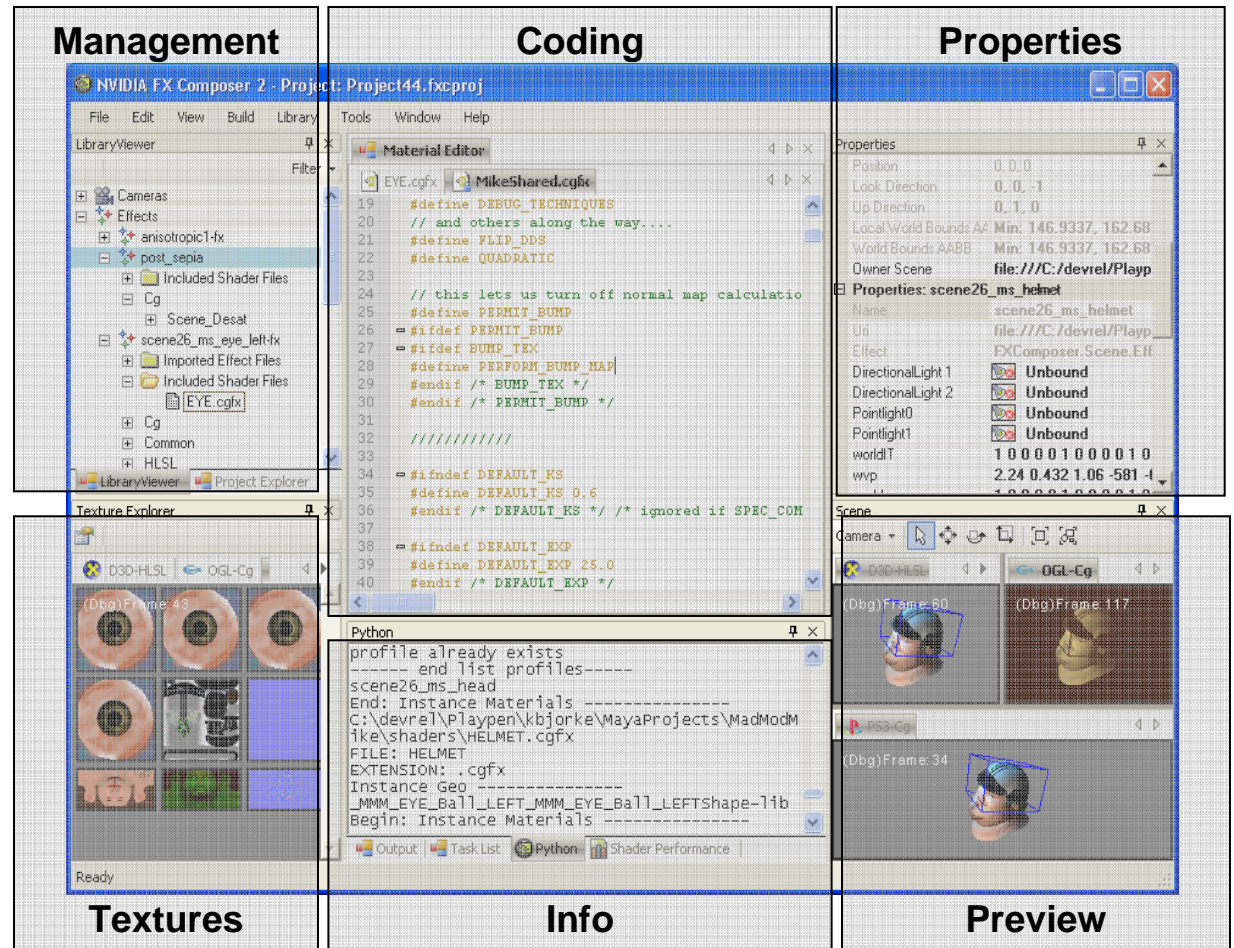 Management
Coding
Properties
NVIDIA FX Composer 2 - Project: Project44.fxcproj
File Edit View Build Library Tools Window Help
LibraryViewer
Filter
Cameras
Effects
anisotropic1-fx
post_sepia
Included Shader Files
Cg
Scene_Desat
scene26_ms_eye_left-fx
Imported Effect Files
Included Shader Files
EYE.cgfx
Cg
Common
HLSL
LibraryViewer Project Explorer
Material Editor
EYE.cgfx MikeShared.cgfx
19 #define DEBUG_TECHNIQUES
20 // and others along the way....
21 #define FLIP_DDS
22 #define QUADRATIC
23
24 // this lets us turn off normal map calculatio
25 #define PERMIT_BUMP
26 #ifdef PERMIT_BUMP
27 #ifdef BUMP_TEX
28 #define PERFORM_BUMP_MAP
29 #endif /* BUMP_TEX */
30 #endif /* PERMIT_BUMP */
31
32 ////////////
33
34 #ifndef DEFAULT_KS
35 #define DEFAULT_KS 0.6
36 #endif /* DEFAULT_KS */ /* ignored if SPEC_COM
37
38 #ifndef DEFAULT_EXP
39 #define DEFAULT_EXP 25.0
40 #endif /* DEFAULT_EXP */
Properties
Position 0, 0, 0
Look Direction 0, 0, -1
Up Direction 0, 1, 0
Local World Bounds AA Min: 146.9337, 162.68
World Bounds AABB Min: 146.9337, 162.68
Owner Scene file:///C:/devrel/Playp
Properties: scene26_ms_helmet
Name scene26_ms_helmet
Uri file:///C:/devrel/Playp
Effect FXComposer.Scene.Eff
DirectionalLight 1 Unbound
DirectionalLight 2 Unbound
Pointlight0 Unbound
Pointlight1 Unbound
worldIT 1 0 0 0 0 1 0 0 0 0 1 0
wvp 2.24 0.432 1.06 -581
Texture Explorer
D3D-HLSL OGL-Cg
(Dbg)Frame:43
Python
profile already exists
------ end list profiles-----
scene26_ms_head
End: Instance Materials ---------------
C:\devrel\Playpen\kbjorke\MayaProjects\MadModM
ike\shaders\HELMET.cgfx
FILE: HELMET
EXTENSION: .cgfx
Instance Geo ---------------
_MMM_EYE_Ball_LEFT_MMM_EYE_Ball_LEFTShape-lib
Begin: Instance Materials ---------------
Output Task List Python Shader Performance
Scene
Camera
D3D-HLSL OGL-Cg
(Dbg)Frame:60 (Dbg)Frame:117
PS3-Cg
(Dbg)Frame:34
Ready
Textures
Info
Preview